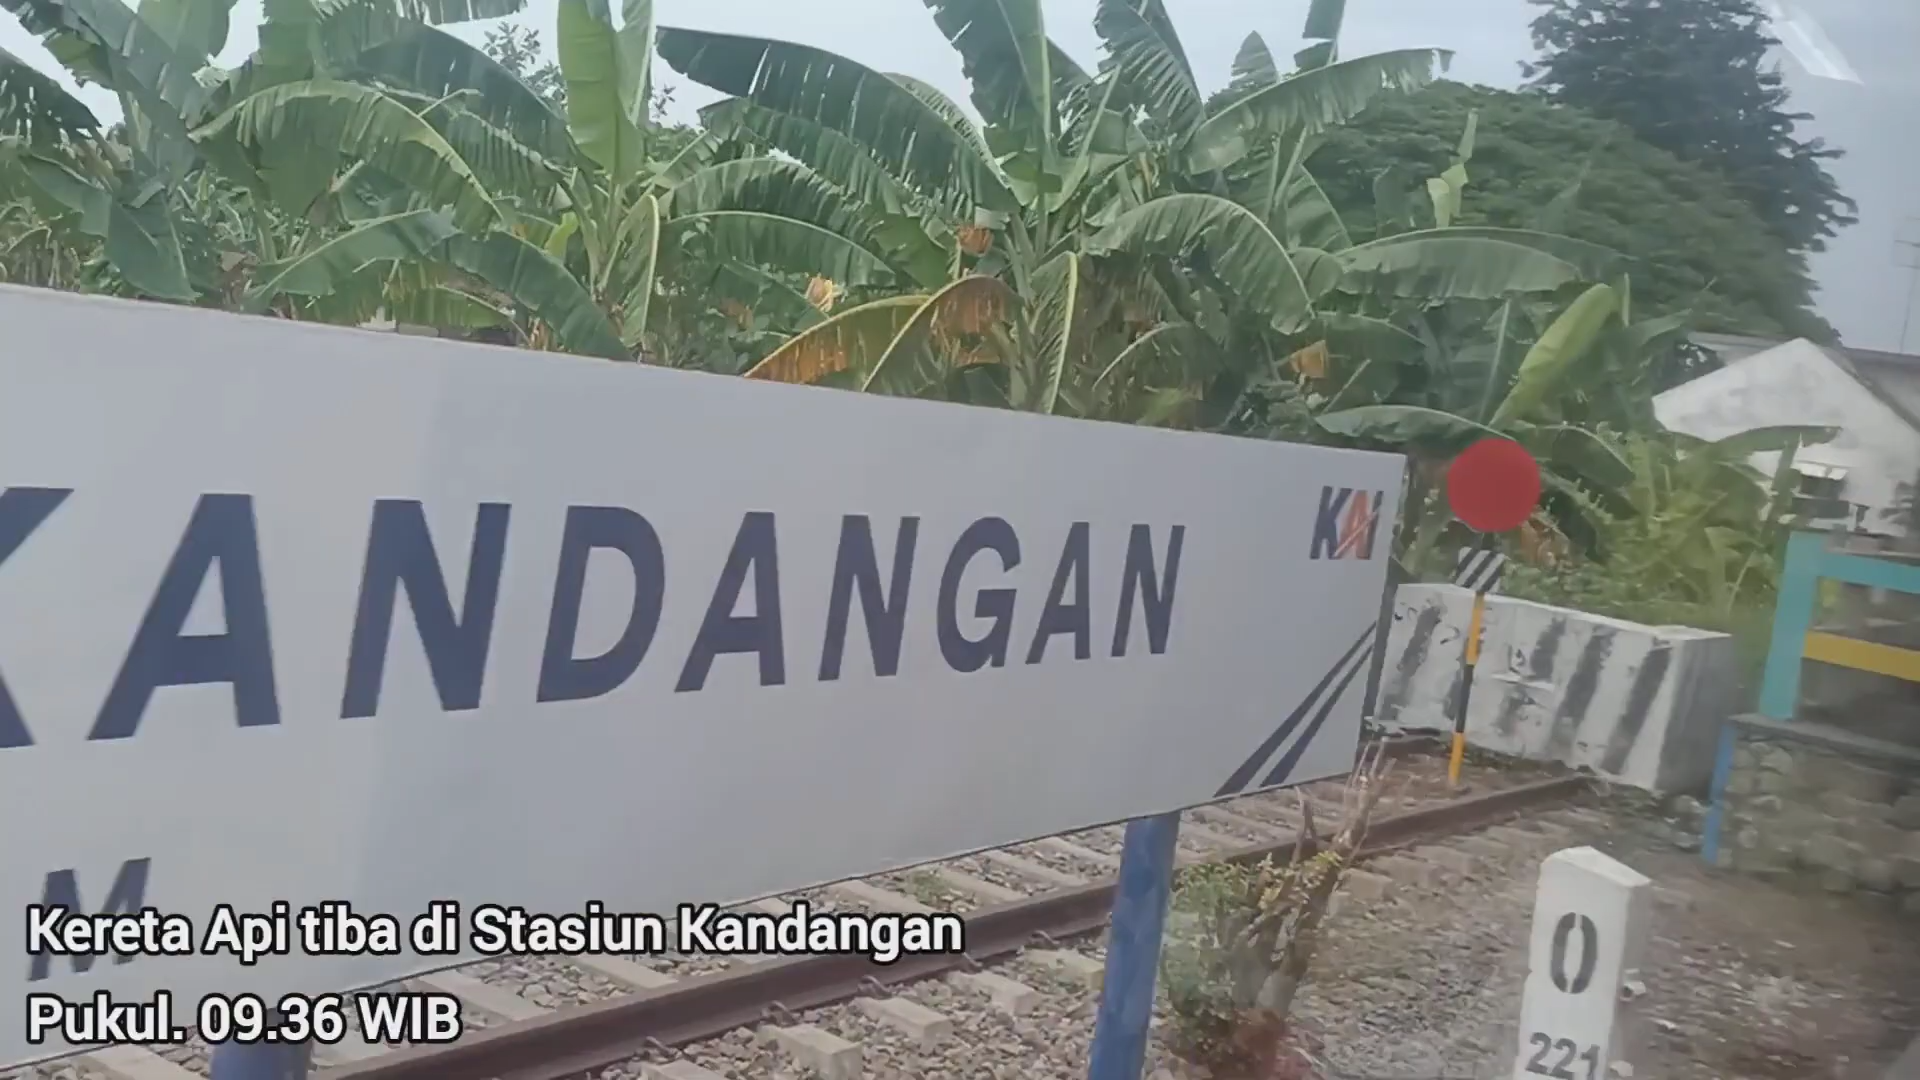 KANDANGAN
KAI
M
Kereta Api tiba di Stasiun Kandangan
Pukul. 09.36 WIB
0
221